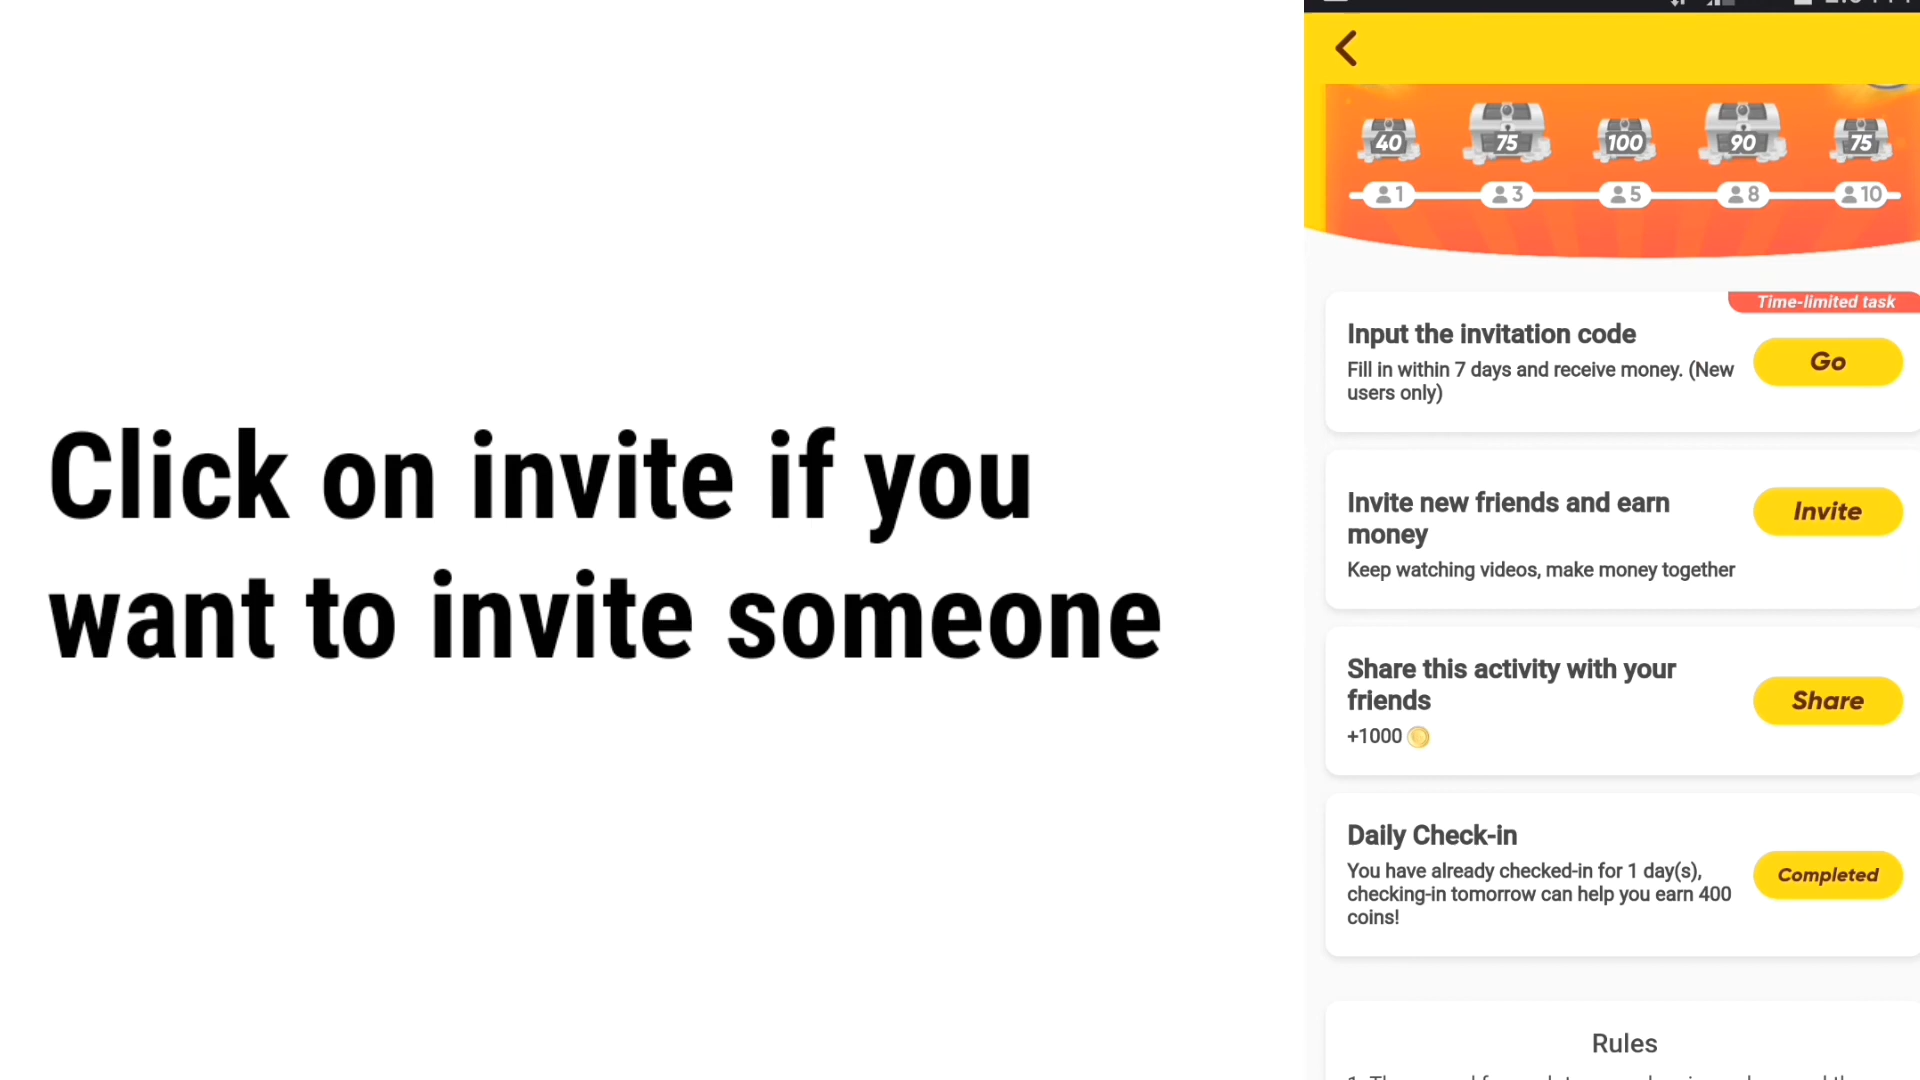 Click on invite if you
want to invite someone
40 75 100 90 75
1 3 5 8 10
Time-limited task
Input the invitation code
Fill in within 7 days and receive money. (New
users only)
Go
Invite new friends and earn
money
Keep watching videos, make money together
Invite
Share this activity with your
friends
+1000
Share
Daily Check-in
You have already checked-in for 1 day(s),
checking-in tomorrow can help you earn 400
coins!
Completed
Rules